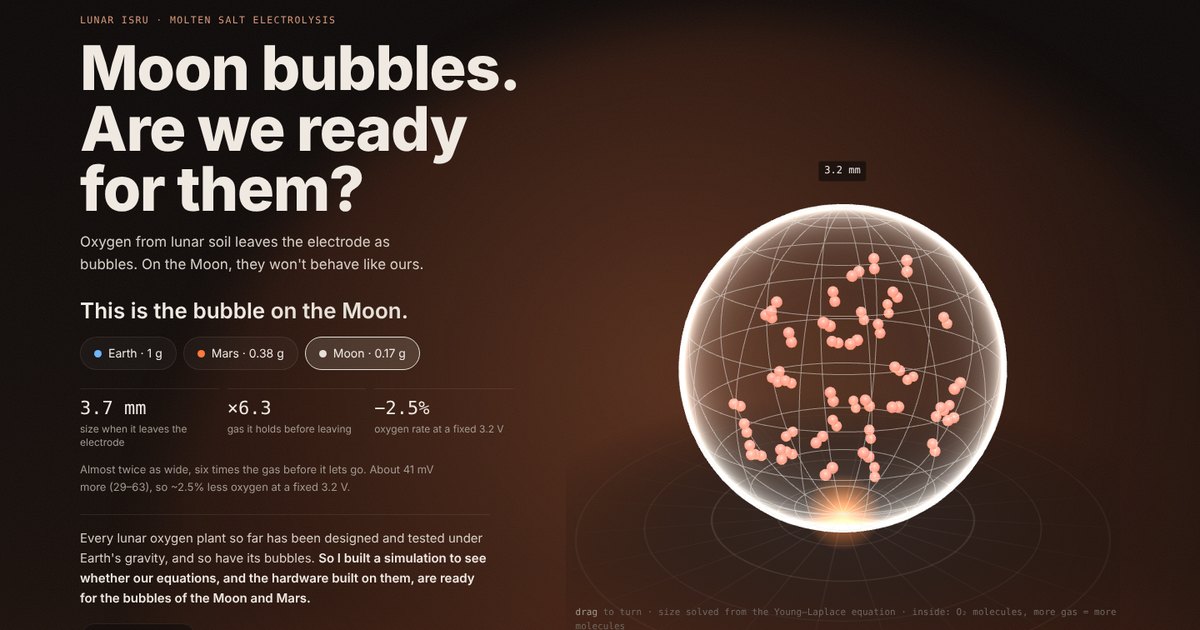 LUNAR ISRU · MOLTEN SALT ELECTROLYSIS
Moon bubbles.
Are we ready
for them?
Oxygen from lunar soil leaves the electrode as
bubbles. On the Moon, they won't behave like ours.
This is the bubble on the Moon.
Earth · 1 g
Mars · 0.38 g
Moon · 0.17 g
3.7 mm
size when it leaves the
electrode
×6.3
gas it holds before leaving
−2.5%
oxygen rate at a fixed 3.2 V
Almost twice as wide, six times the gas before it lets go. About 41 mV
more (29–63), so ~2.5% less oxygen at a fixed 3.2 V.
Every lunar oxygen plant so far has been designed and tested under
Earth's gravity, and so have its bubbles. So I built a simulation to see
whether our equations, and the hardware built on them, are ready
for the bubbles of the Moon and Mars.
3.2 mm
drag to turn · size solved from the Young–Laplace equation · inside: O₂ molecules, more gas = more
molecules